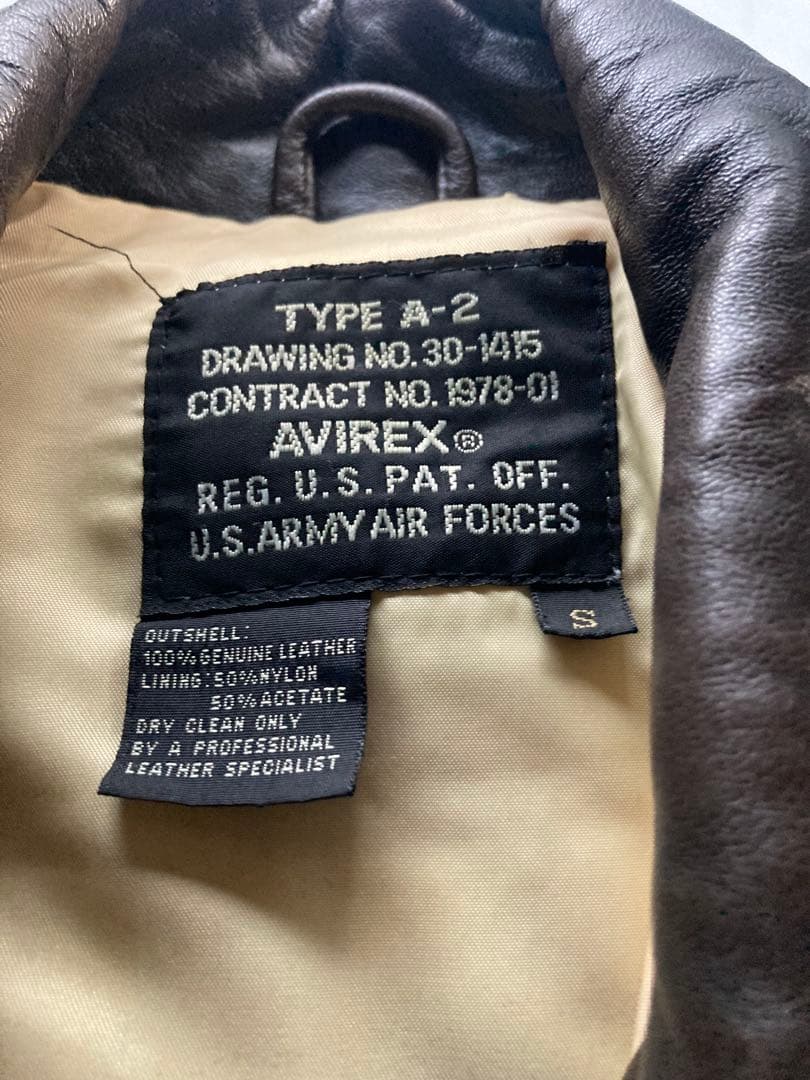 TYPE A-2
DRAWING NO. 30-1415
CONTRACT NO. 1978-01
AVIREX®
REG. U.S. PAT. OFF.
U.S. ARMY AIR FORCES
S
OUTSHELL:
100% GENUINE LEATHER
LINING: 50% NYLON
50% ACETATE
DRY CLEAN ONLY
BY A PROFESSIONAL
LEATHER SPECIALIST